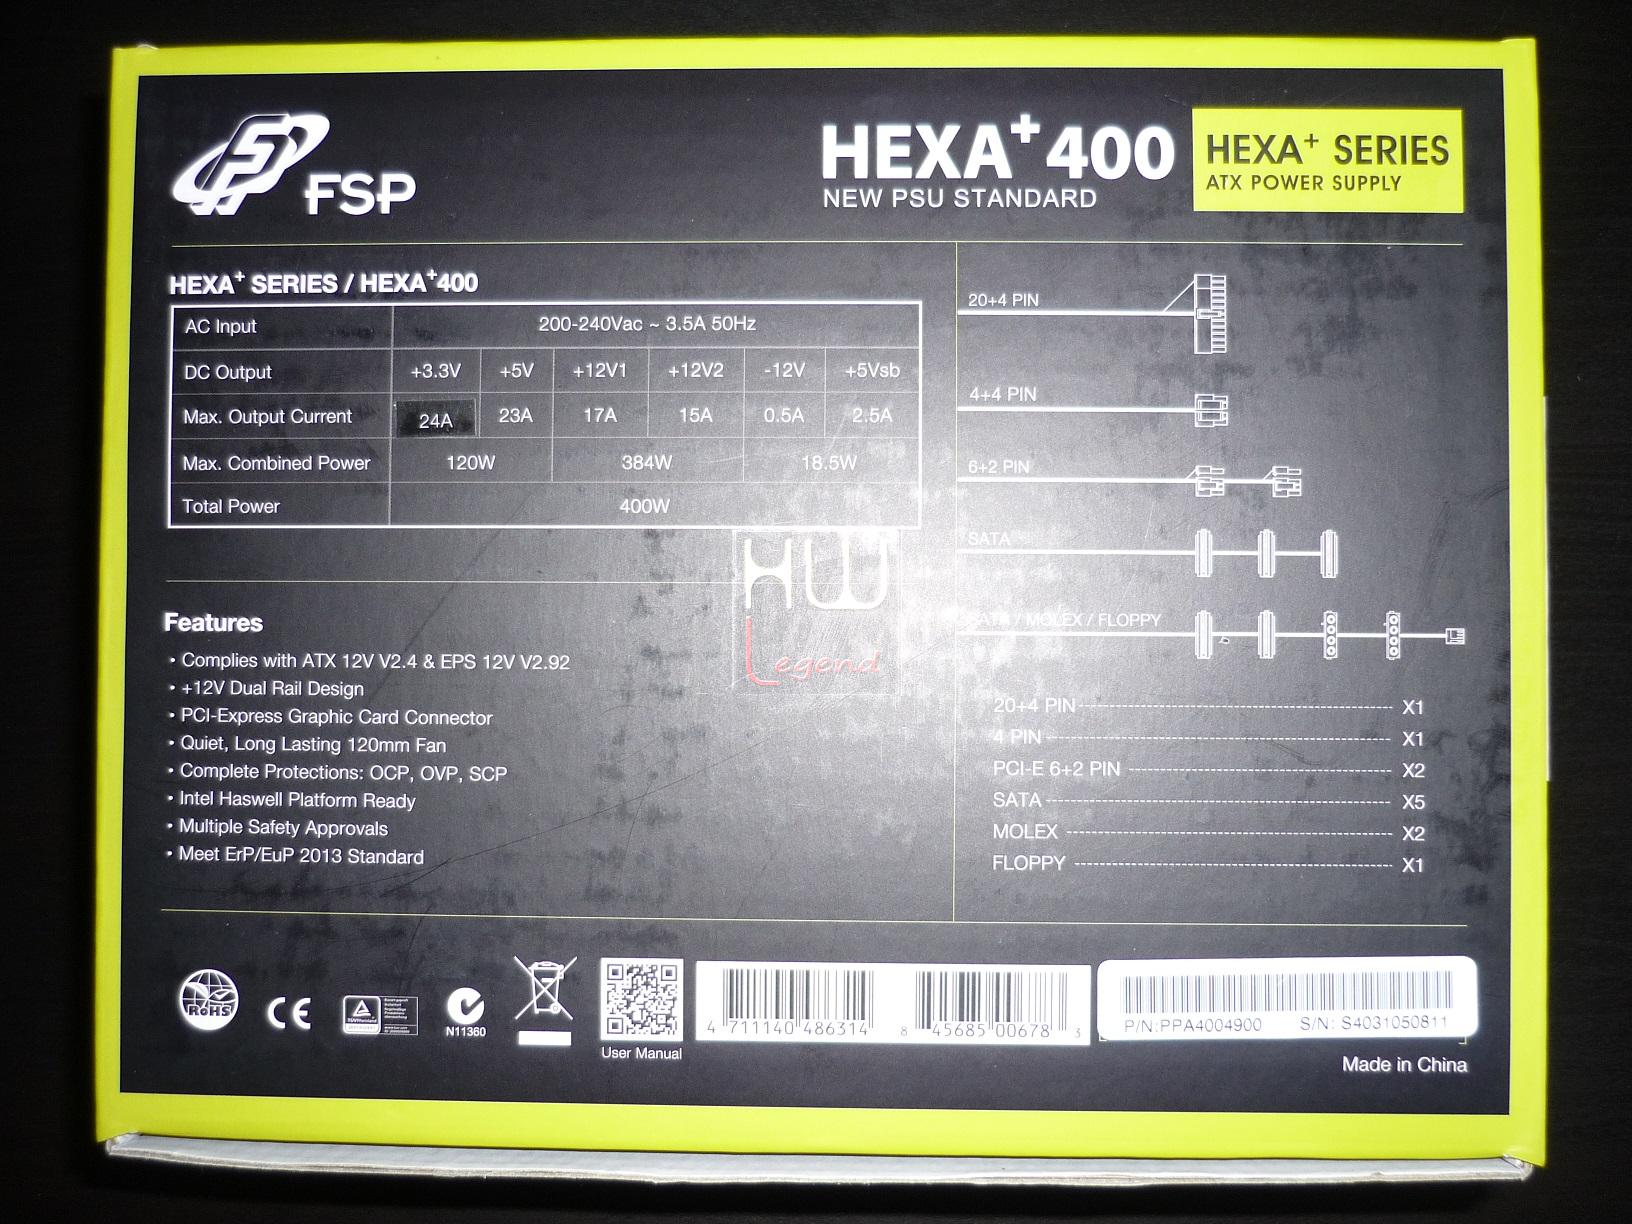 FSP
HEXA+400
NEW PSU STANDARD
HEXA+ SERIES
ATX POWER SUPPLY
HEXA+ SERIES / HEXA+400
AC Input 200-240Vac ~ 3.5A 50Hz
DC Output +3.3V +5V +12V1 +12V2 -12V +5Vsb
Max. Output Current 24A 23A 17A 15A 0.5A 2.5A
Max. Combined Power 120W 384W 18.5W
Total Power 400W
20+4 PIN
4+4 PIN
6+2 PIN
SATA
SATA / MOLEX / FLOPPY
HW
Legend
Features
• Complies with ATX 12V V2.4 & EPS 12V V2.92
• +12V Dual Rail Design
• PCI-Express Graphic Card Connector
• Quiet, Long Lasting 120mm Fan
• Complete Protections: OCP, OVP, SCP
• Intel Haswell Platform Ready
• Multiple Safety Approvals
• Meet ErP/EuP 2013 Standard
20+4 PIN X1
4 PIN X1
PCI-E 6+2 PIN X2
SATA X5
MOLEX X2
FLOPPY X1
RoHS
CE
N11360
User Manual
4 711140 486314
8 45685 00678 3
P/N:PPA4004900 S/N: S4031050811
Made in China